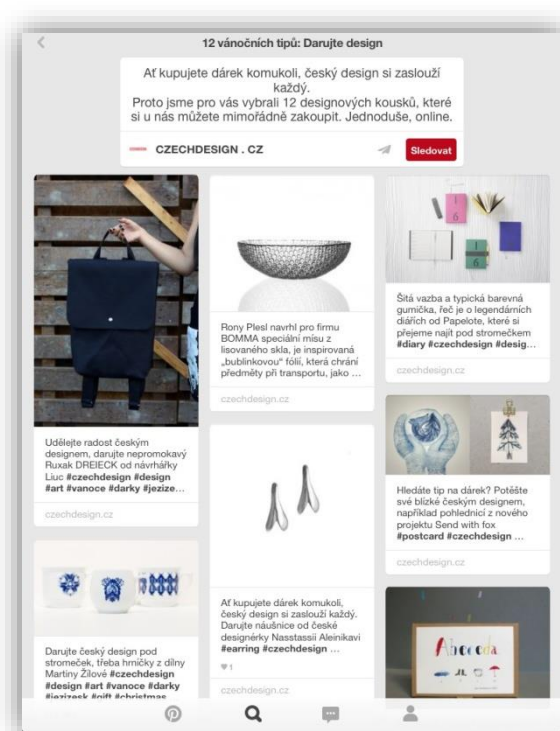 12 vánočních tipů: Darujte design
Ať kupujete dárek komukoli, český design si zaslouží
každý.
Proto jsme pro vás vybrali 12 designových kousků, které
si u nás můžete mimořádně zakoupit. Jednoduše, online.
CZECHDESIGN . CZ
Sledovat
Udělejte radost českým
designem, darujte nepromokavý
Ruxak DREIECK od návrhářky
Liuc #czechdesign #design
#art #vanoce #darky #jezize…
czechdesign.cz
Darujte český design pod
stromeček, třeba hrníčky z dílny
Martiny Žílové #czechdesign
#design #art #vanoce #darky
#jezizesk #gift #christmas
Rony Plesl navrhl pro firmu
BOMMA speciální mísu z
lisovaného skla, je inspirovaná
„bublinkovou“ fólií, která chrání
předměty při transportu, jako ...
czechdesign.cz
Ať kupujete dárek komukoli,
český design si zaslouží každý.
Darujte náušnice od české
designérky Nasstassii Aleinikavi
#earring #czechdesign ...
1
czechdesign.cz
16
16
Šitá vazba a typická barevná
gumička, řeč je o legendárních
diářích od Papelote, které si
přejeme najít pod stromečkem
#diary #czechdesign #desig...
czechdesign.cz
Hledáte tip na dárek? Potěšte
své blízké českým designem,
například pohlednicí z nového
projektu Send with fox
#postcard #czechdesign ...
czechdesign.cz